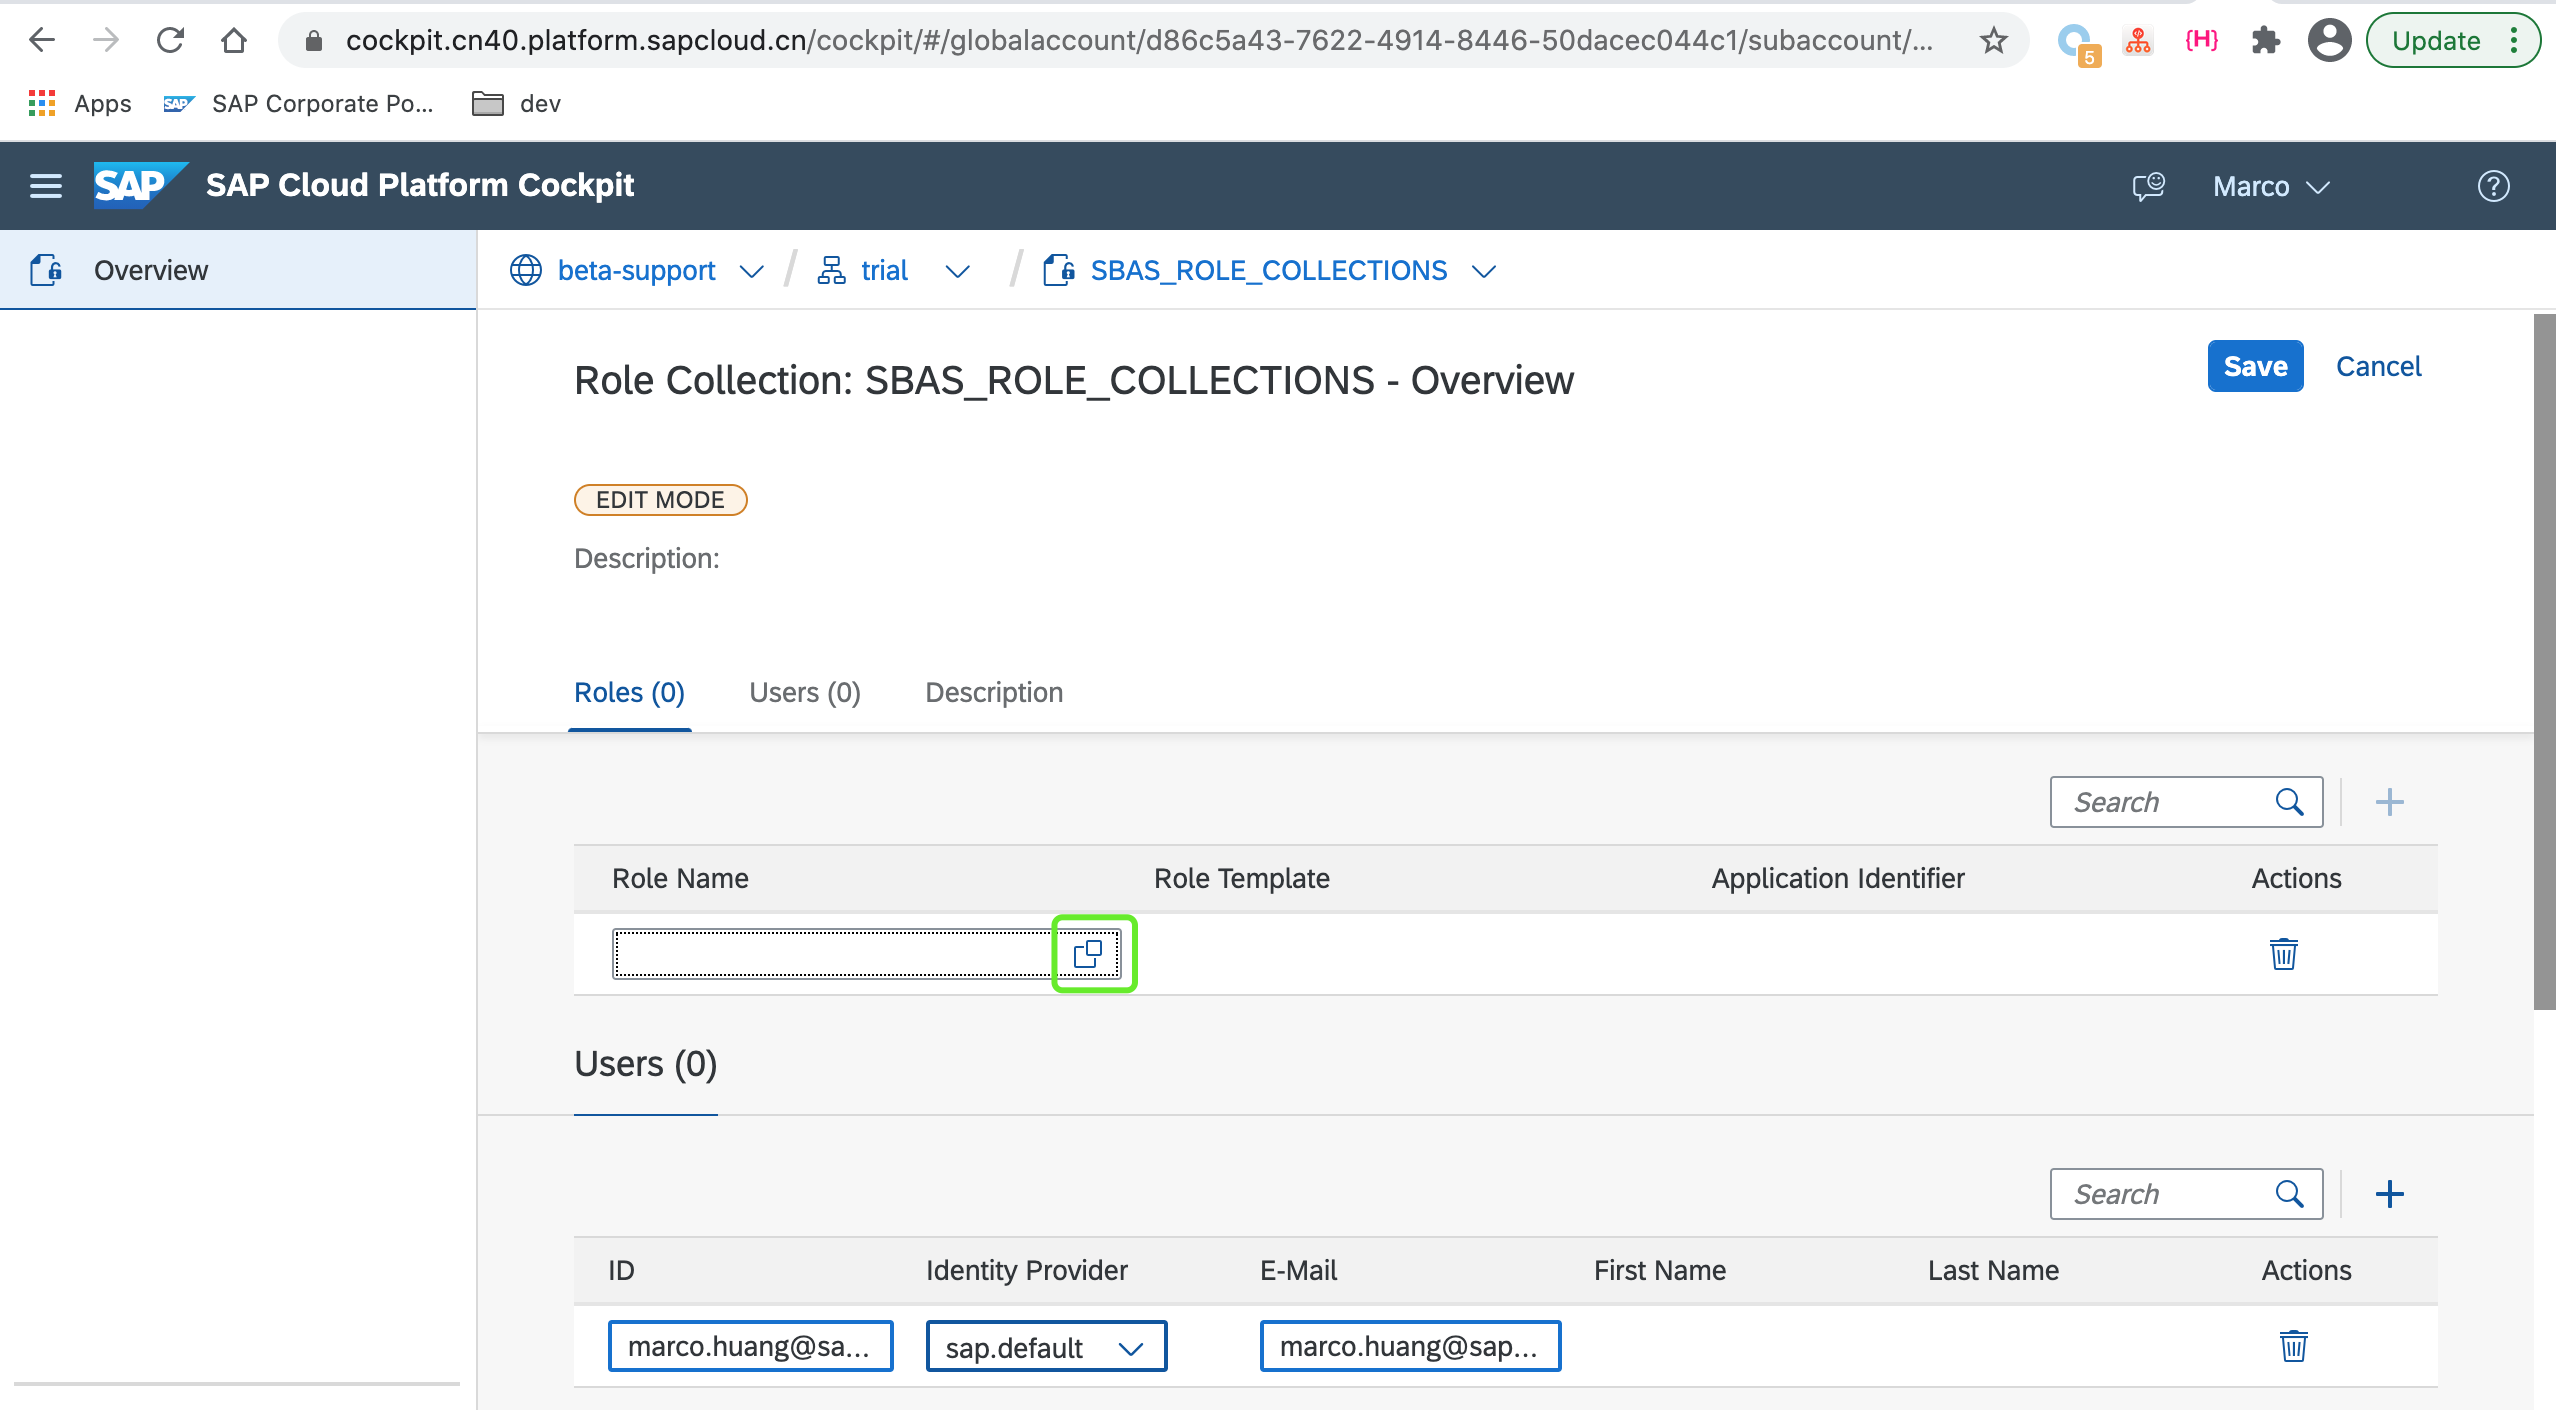 cockpit.cn40.platform.sapcloud.cn/cockpit/#/globalaccount/d86c5a43-7622-4914-8446-50dacec044c1/subaccount/...
5
{H}
Update
Apps
SAP
SAP Corporate Po...
dev
SAP
SAP Cloud Platform Cockpit
Marco
Overview
beta-support
/
trial
/
SBAS_ROLE_COLLECTIONS
Role Collection: SBAS_ROLE_COLLECTIONS - Overview
Save
Cancel
EDIT MODE
Description:
Roles (0)
Users (0)
Description
Search
Role Name
Role Template
Application Identifier
Actions
Users (0)
Search
ID
Identity Provider
E-Mail
First Name
Last Name
Actions
marco.huang@sa...
sap.default
marco.huang@sap...